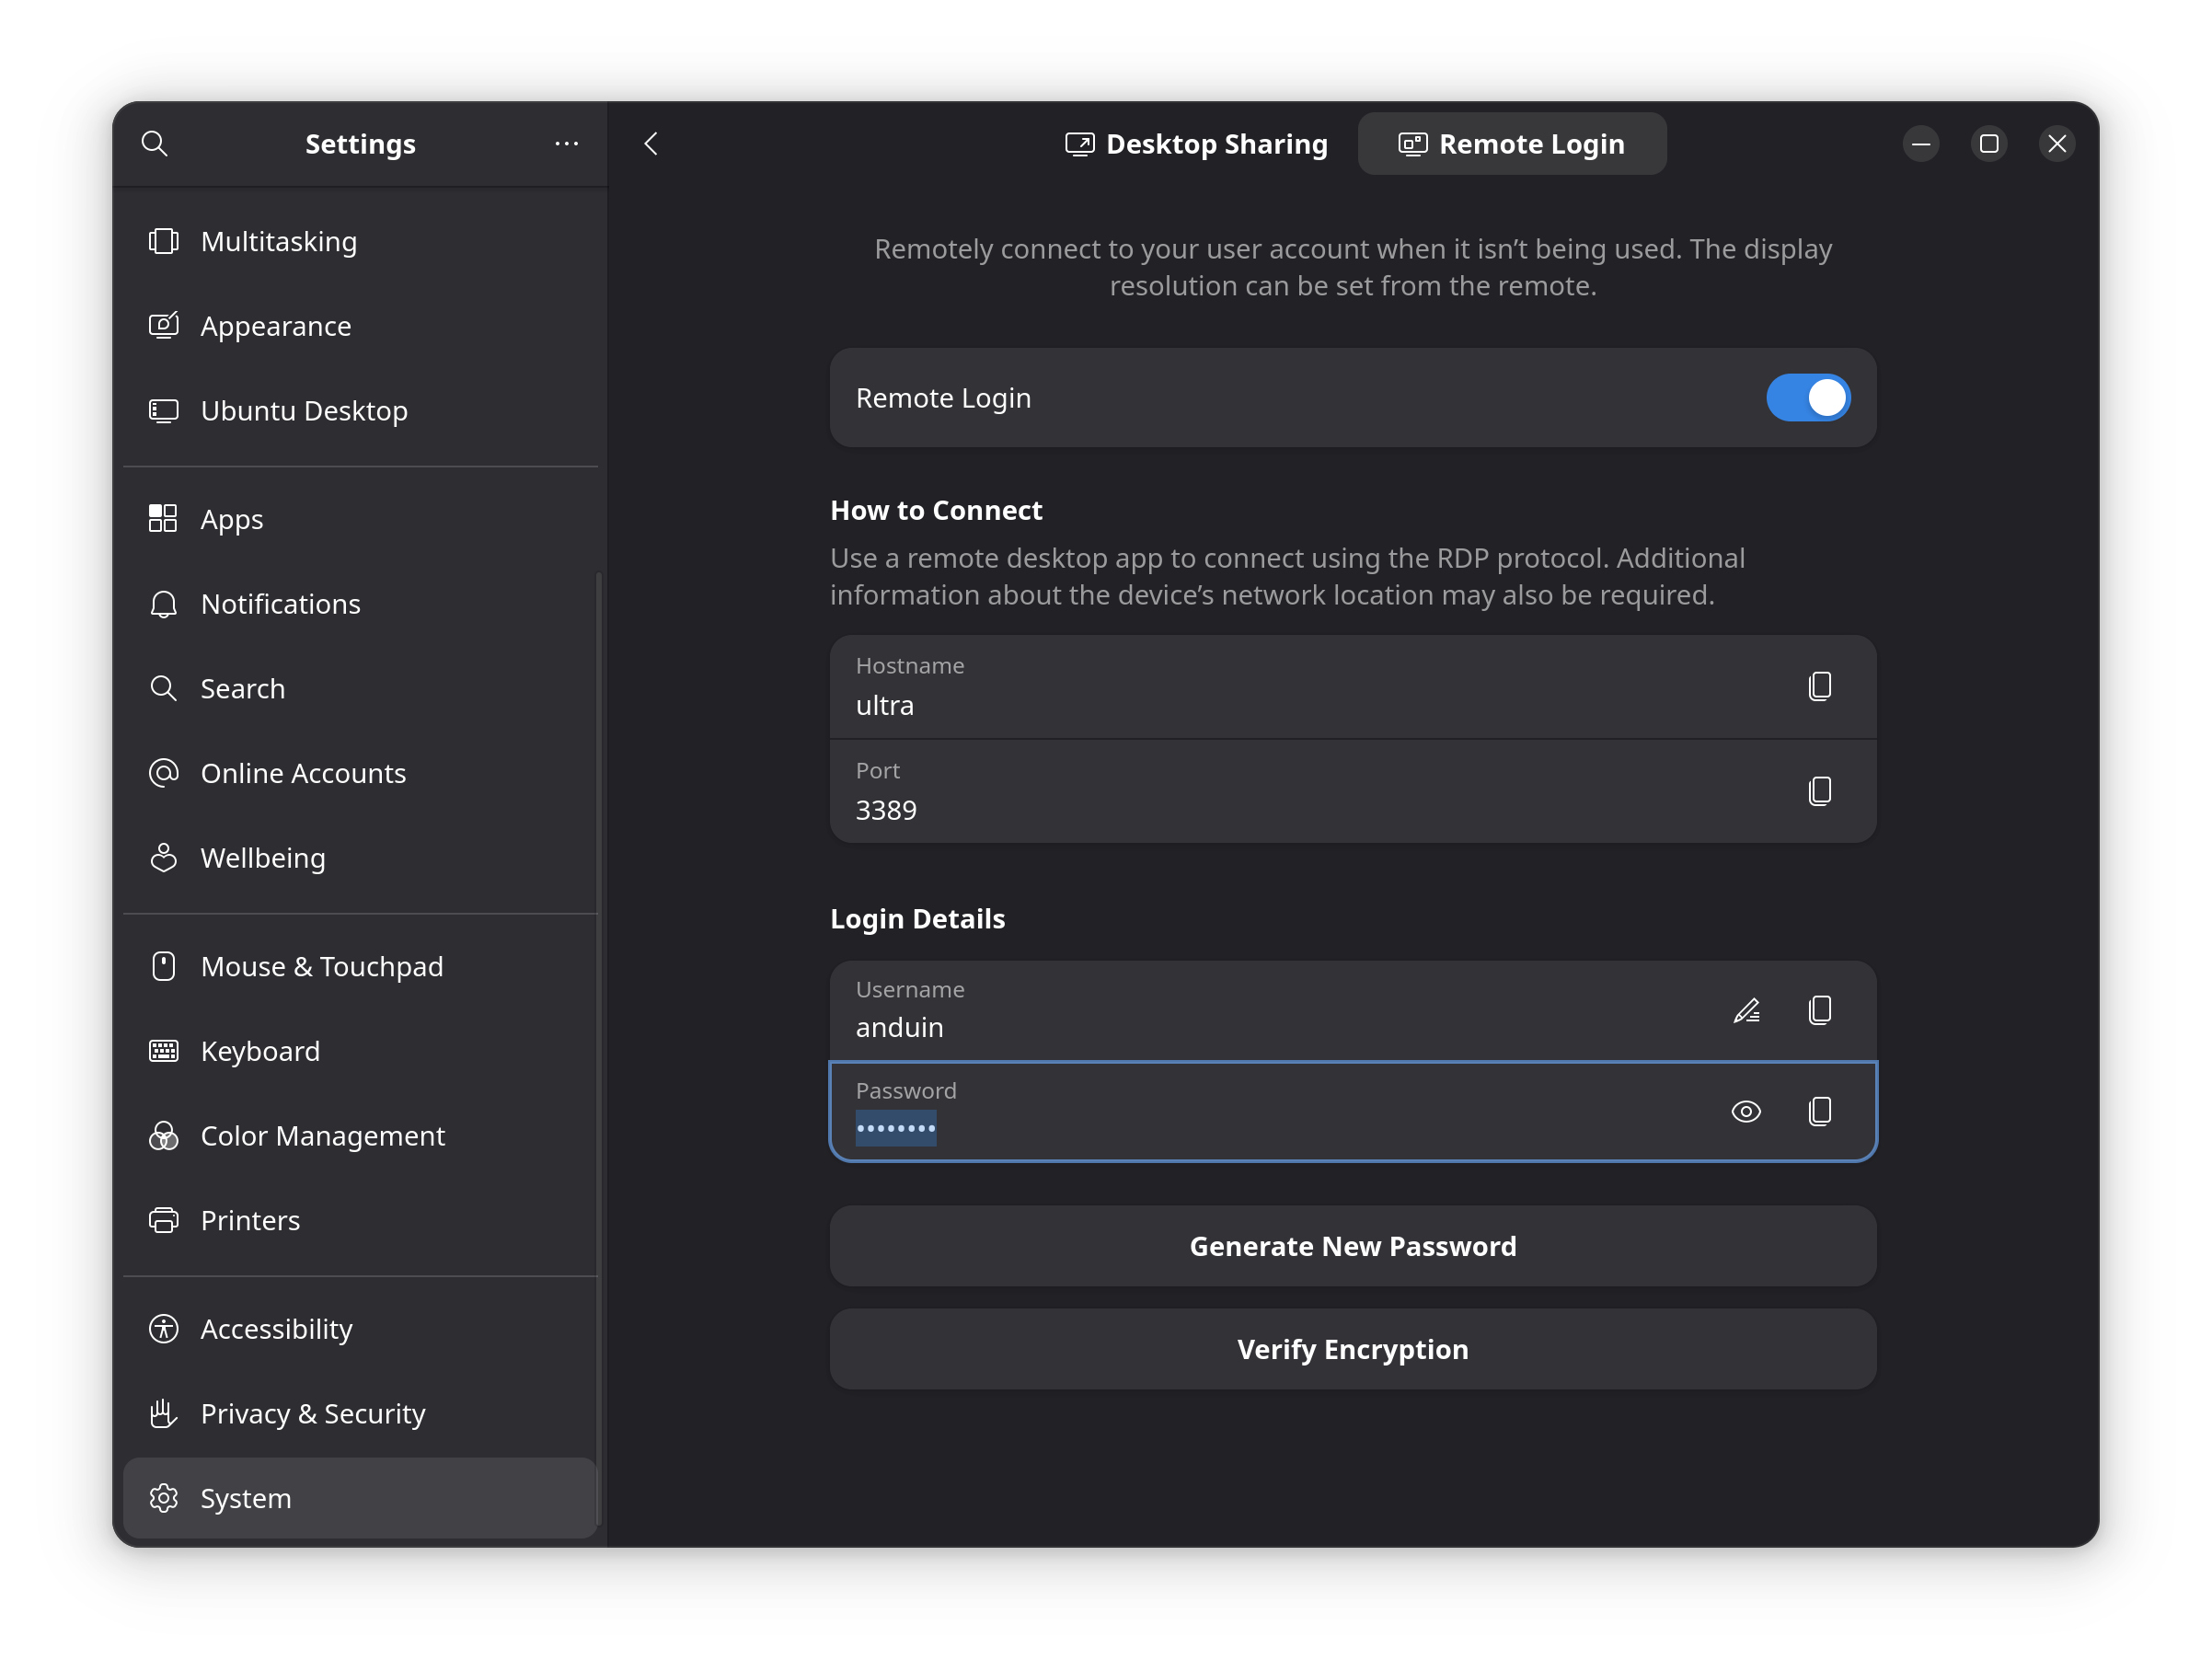 Settings
Multitasking
Appearance
Ubuntu Desktop
Apps
Notifications
Search
Online Accounts
Wellbeing
Mouse & Touchpad
Keyboard
Color Management
Printers
Accessibility
Privacy & Security
System
Desktop Sharing
Remote Login
Remotely connect to your user account when it isn’t being used. The display
resolution can be set from the remote.
Remote Login
How to Connect
Use a remote desktop app to connect using the RDP protocol. Additional
information about the device’s network location may also be required.
Hostname
ultra
Port
3389
Login Details
Username
anduin
Password
••••••••
Generate New Password
Verify Encryption